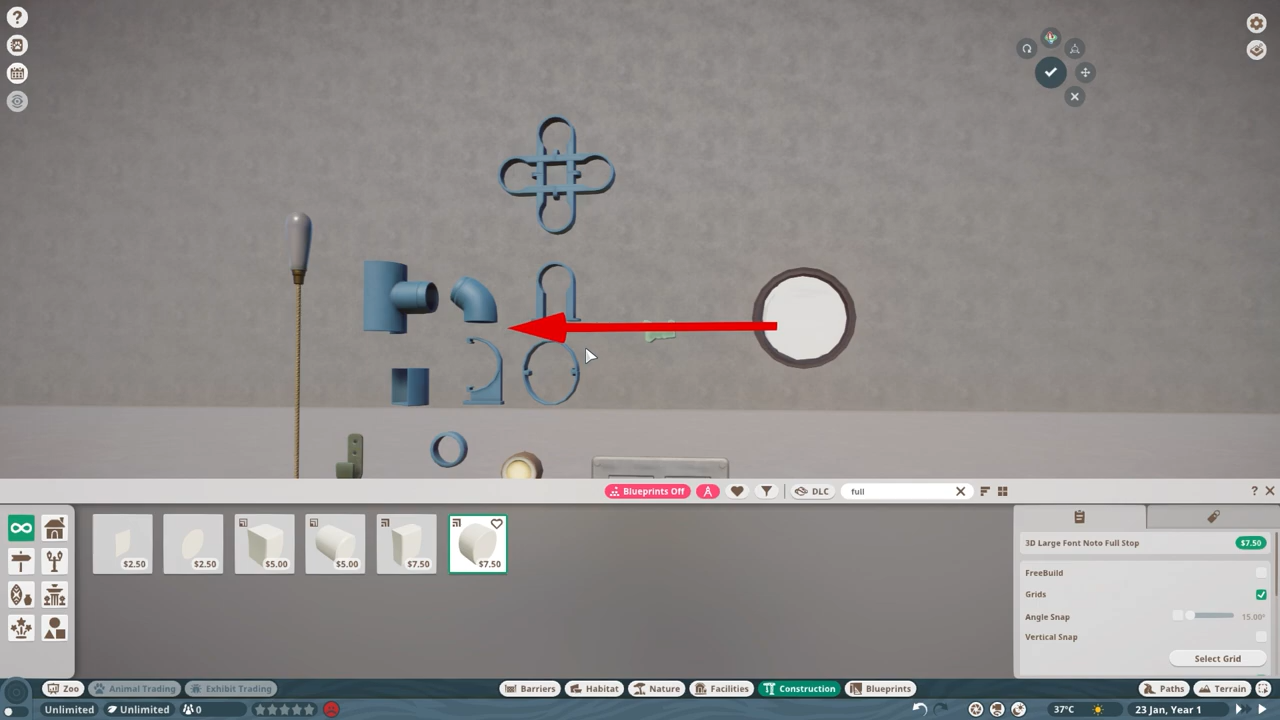 Blueprints Off
DLC
full
?
$2.50
$2.50
$5.00
$5.00
$7.50
$7.50
3D Large Font Noto Full Stop
$7.50
FreeBuild
Grids
Angle Snap
15.00°
Vertical Snap
Select Grid
Zoo
Animal Trading
Exhibit Trading
Barriers
Habitat
Nature
Facilities
Construction
Blueprints
Paths
Terrain
Unlimited
Unlimited
0
37°C
23 Jan, Year 1